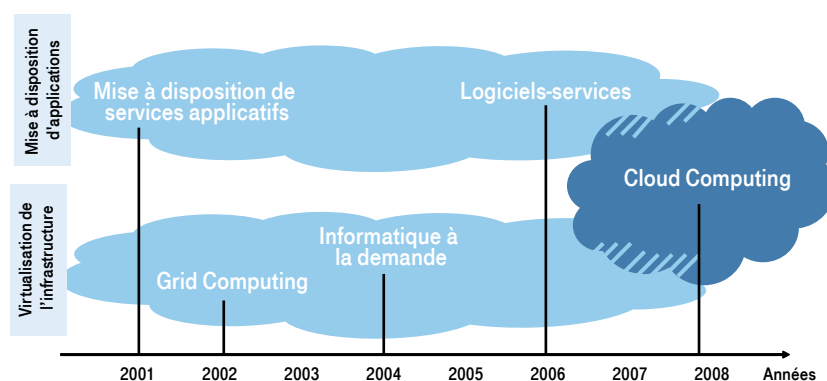 Mise à disposition
d'applications
Mise à disposition de
services applicatifs
Logiciels-services
Cloud Computing
Virtualisation de
l'infrastructure
Informatique à
la demande
Grid Computing
2001 2002 2003 2004 2005 2006 2007 2008 Années